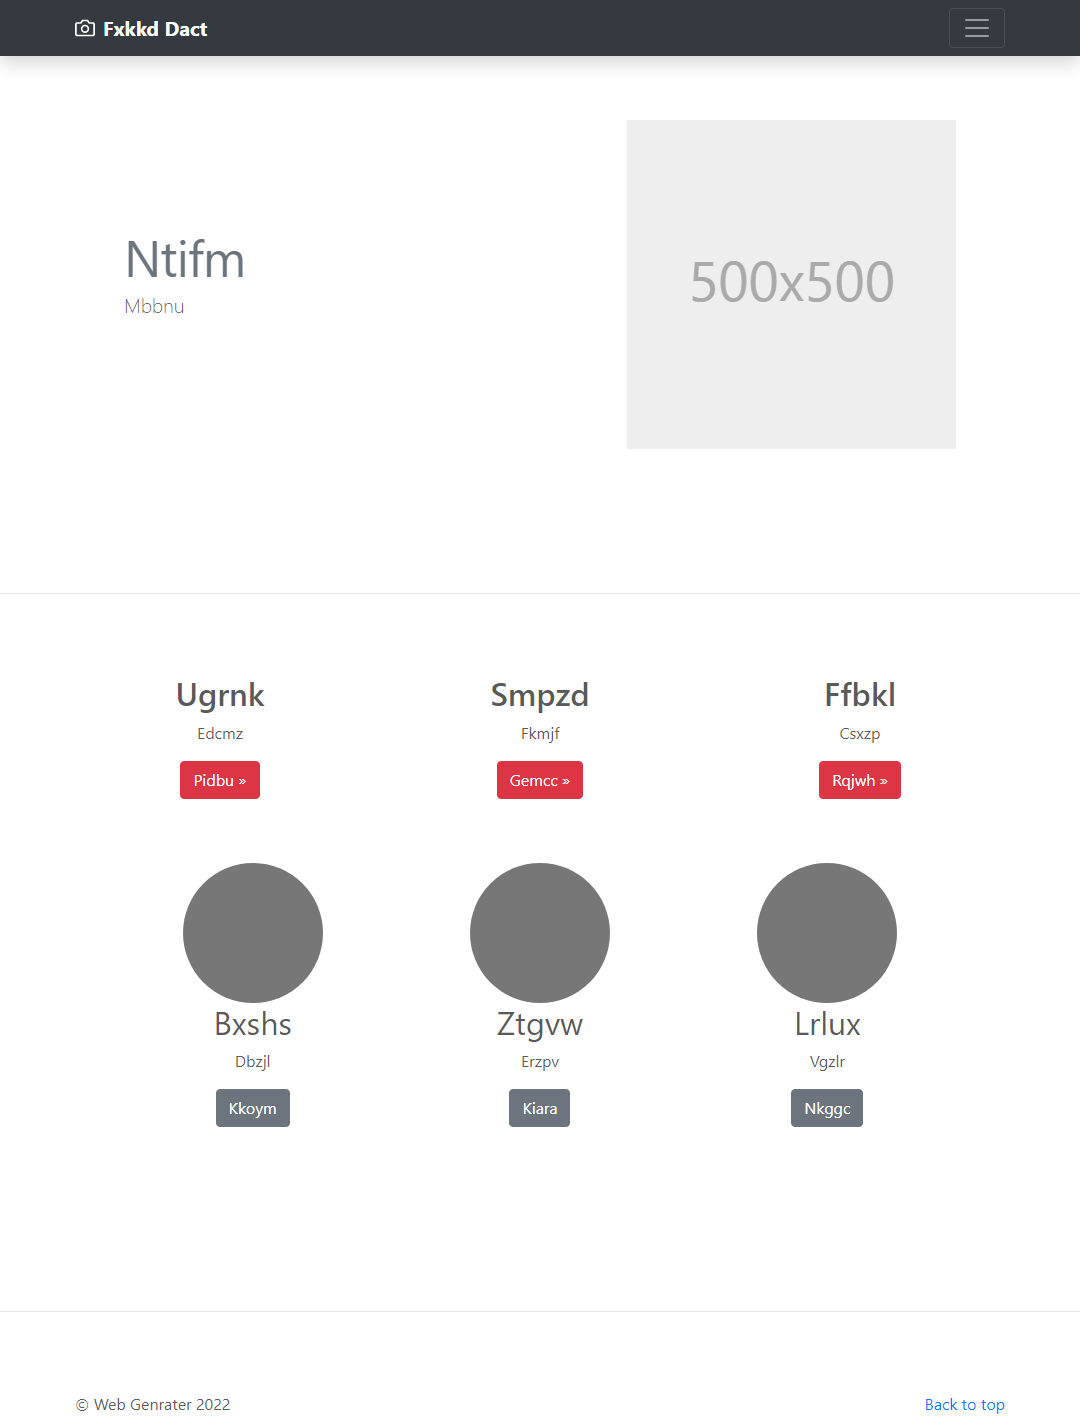 Fxkkd Dact
Ntifm
Mbbnu
500x500
Ugrnk
Edcmz
Pidbu »
Smpzd
Fkmjf
Gemcc »
Ffbkl
Csxzp
Rqjwh »
Bxshs
Dbzjl
Kkoym
Ztgvw
Erzpv
Kiara
Lrlux
Vgzlr
Nkggc
© Web Genrater 2022
Back to top